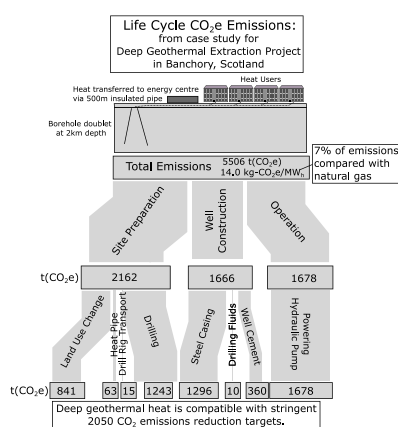 Life Cycle CO₂e Emissions:
from case study for
Deep Geothermal Extraction Project
in Banchory, Scotland
Heat Users
Heat transferred to energy centre
via 500m insulated pipe
Borehole doublet
at 2km depth
Total Emissions
5506 t(CO₂e)
14.0 kg-CO₂e/MWₕ
7% of emissions
compared with
natural gas
Site Preparation
Well
Construction
Operation
t(CO₂e) 2162 1666 1678
Land Use Change
Heat Pipe
Drill Rig Transport
Drilling
Steel Casing
Drilling Fluids
Well Cement
Powering
Hydraulic Pump
t(CO₂e) 841 63 15 1243 1296 10 360 1678
Deep geothermal heat is compatible with stringent
2050 CO₂ emissions reduction targets.